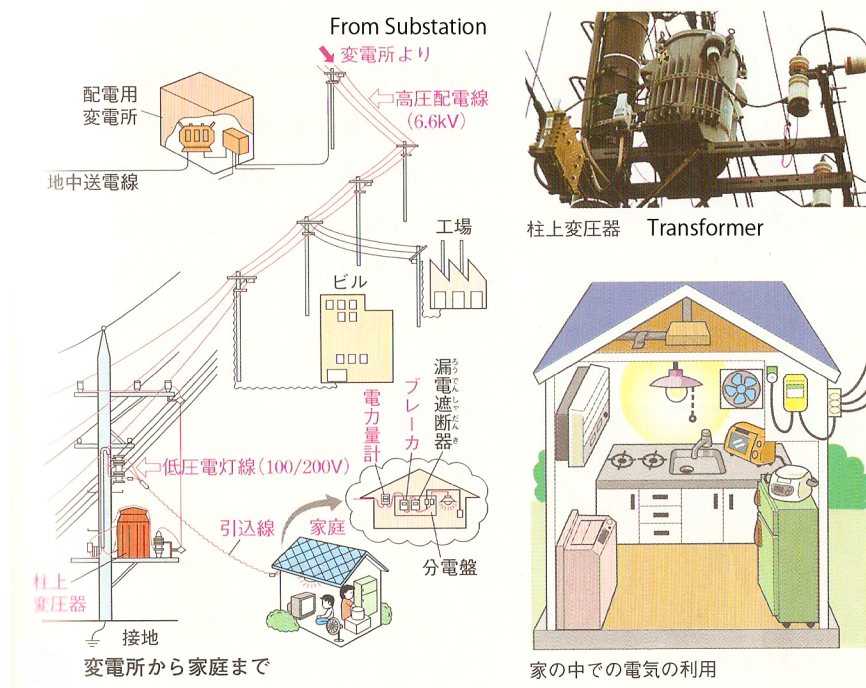 From Substation
変電所より
高圧配電線
(6.6kV)
配電用
変電所
地中送電線
工場
ビル
漏電遮断器
ろうでんしゃだんき
ブレーカ
電力量計
低圧電灯線(100/200V)
引込線
家庭
分電盤
柱上
変圧器
接地
変電所から家庭まで
柱上変圧器 Transformer
家の中での電気の利用